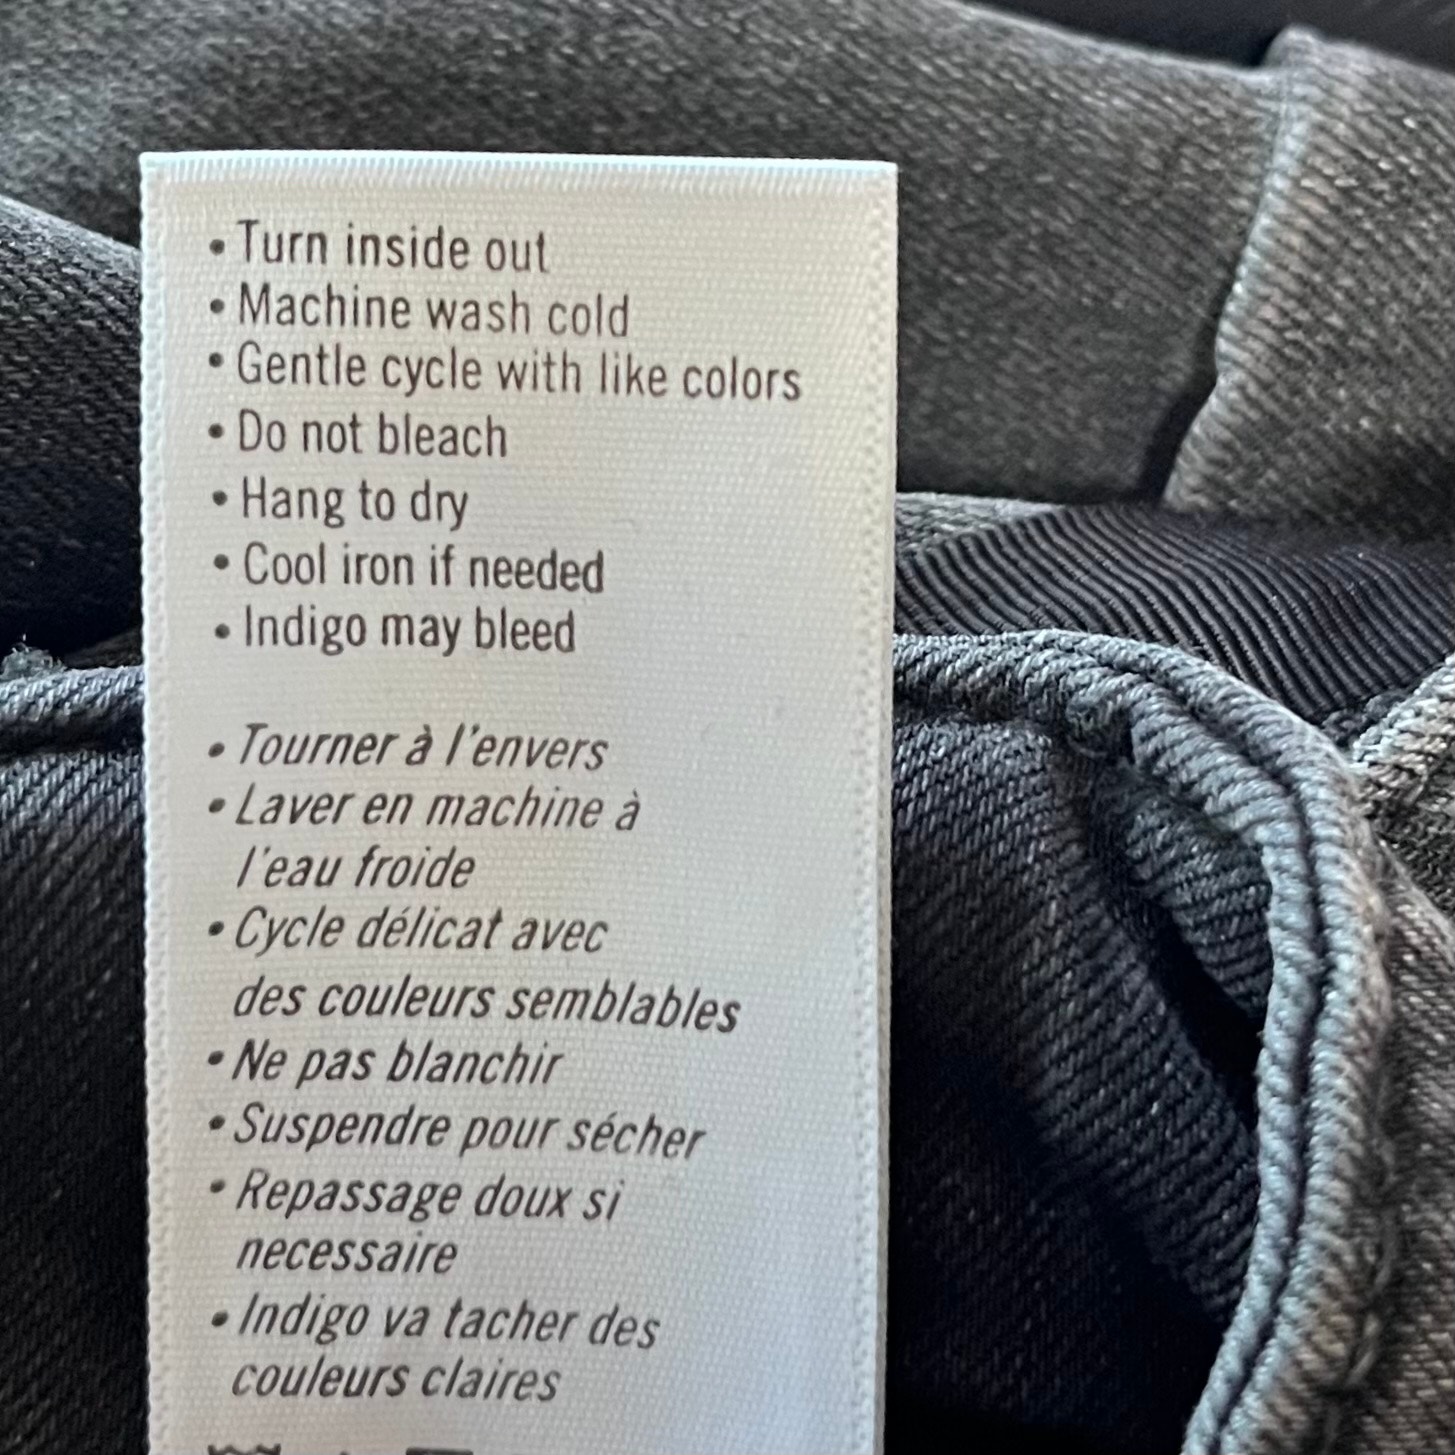 • Turn inside out
• Machine wash cold
• Gentle cycle with like colors
• Do not bleach
• Hang to dry
• Cool iron if needed
• Indigo may bleed
• Tourner à l'envers
• Laver en machine à
l'eau froide
• Cycle délicat avec
des couleurs semblables
• Ne pas blanchir
• Suspendre pour sécher
• Repassage doux si
necessaire
• Indigo va tacher des
couleurs claires